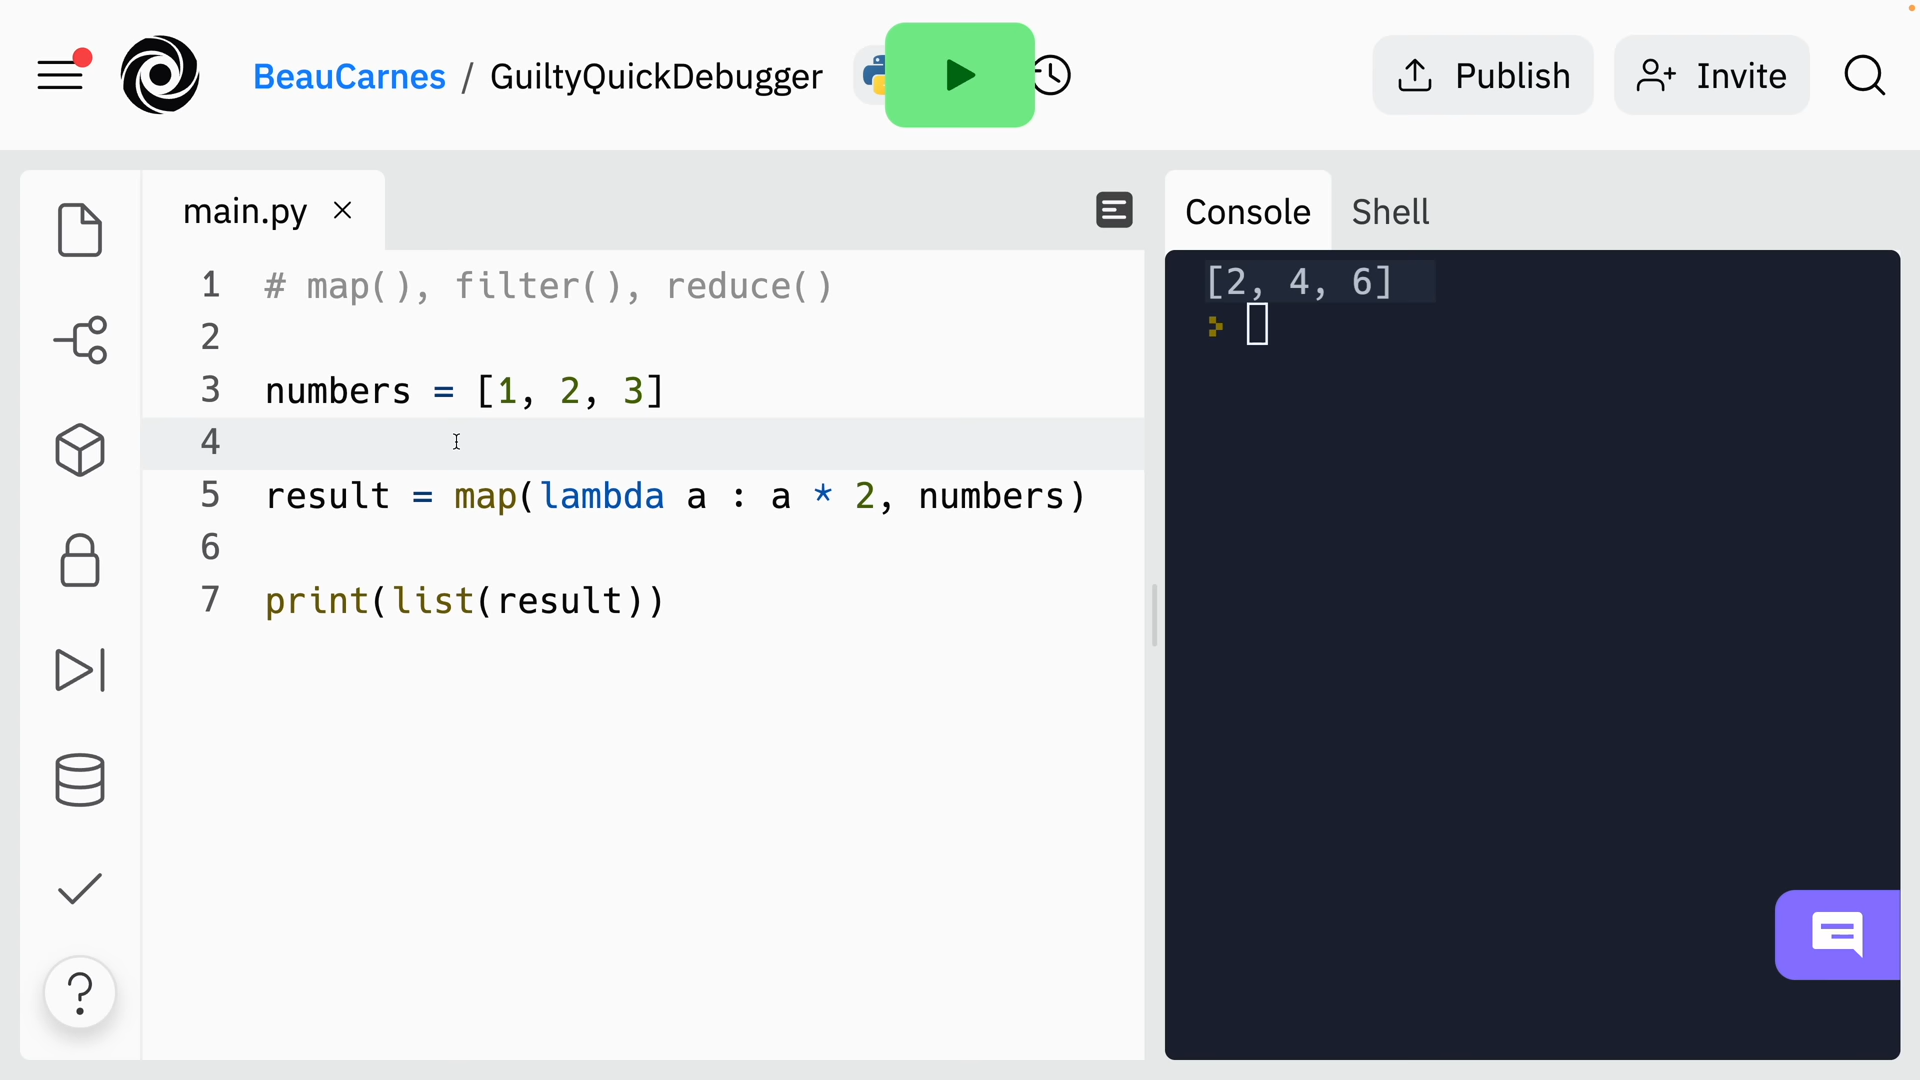 BeauCarnes / GuiltyQuickDebugger
Publish
Invite
main.py
Console
Shell
1 # map(), filter(), reduce()
2
3 numbers = [1, 2, 3]
4
5 result = map(lambda a : a * 2, numbers)
6
7 print(list(result))
[2, 4, 6]